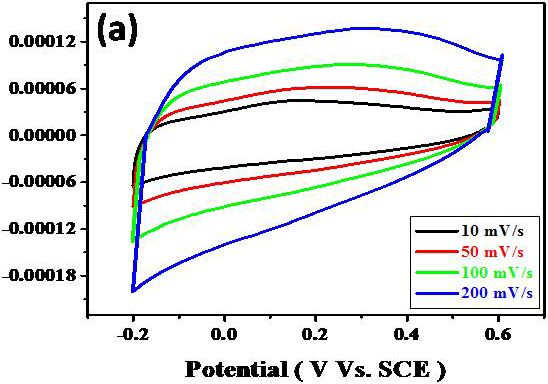 (a)
0.00012
0.00006
0.00000
-0.00006
-0.00012
-0.00018
10 mV/s
50 mV/s
100 mV/s
200 mV/s
-0.2 0.0 0.2 0.4 0.6
Potential ( V Vs. SCE )